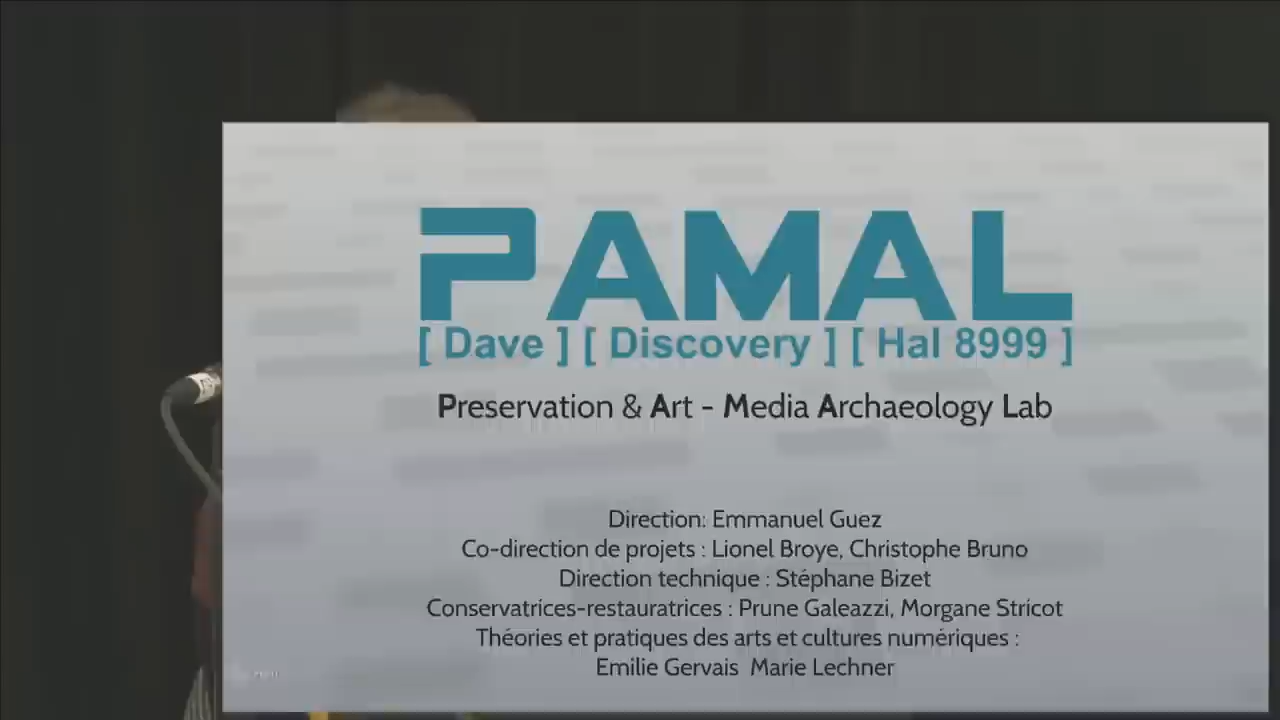 PAMAL
[ Dave ] [ Discovery ] [ Hal 8999 ]
Preservation & Art - Media Archaeology Lab
Direction: Emmanuel Guez
Co-direction de projets : Lionel Broye, Christophe Bruno
Direction technique : Stéphane Bizet
Conservatrices-restauratrices : Prune Galeazzi, Morgane Stricot
Théories et pratiques des arts et cultures numériques :
Emilie Gervais Marie Lechner